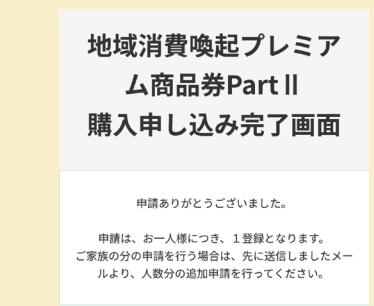 地域消費喚起プレミア
ム商品券PartⅡ
購入申し込み完了画面
申請ありがとうございました。
申請は、お一人様につき、１登録となります。
ご家族の分の申請を行う場合は、先に送信しましたメー
ルより、人数分の追加申請を行ってください。